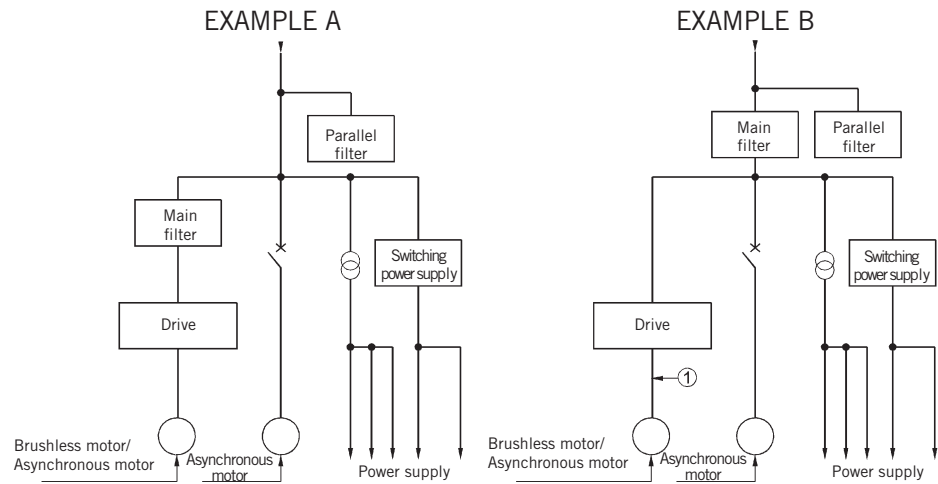 EXAMPLE A
Parallel
filter
Main
filter
Switching
power supply
Drive
Brushless motor/
Asynchronous motor
Asynchronous
motor
Power supply
EXAMPLE B
Main
filter
Parallel
filter
Switching
power supply
Drive
1
Brushless motor/
Asynchronous motor
Asynchronous
motor
Power supply